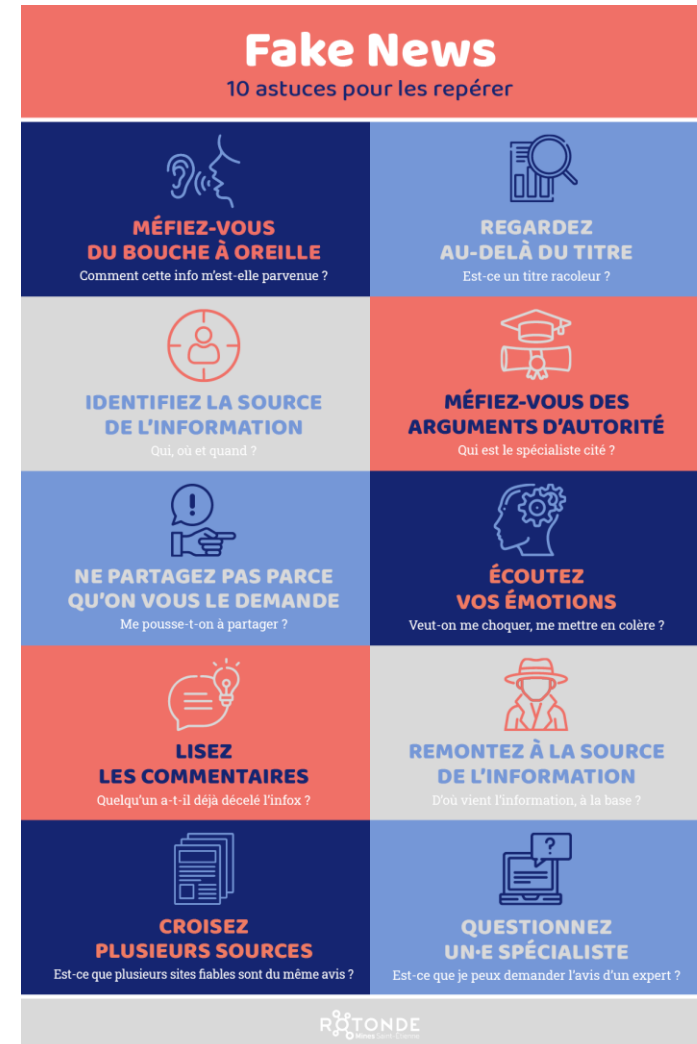 Fake News
10 astuces pour les repérer
MÉFIEZ-VOUS
DU BOUCHE À OREILLE
Comment cette info m'est-elle parvenue ?
REGARDEZ
AU-DELÀ DU TITRE
Est-ce un titre racoleur ?
IDENTIFIEZ LA SOURCE
DE L'INFORMATION
Qui, où et quand ?
MÉFIEZ-VOUS DES
ARGUMENTS D'AUTORITÉ
Qui est le spécialiste cité ?
NE PARTAGEZ PAS PARCE
QU'ON VOUS LE DEMANDE
Me pousse-t-on à partager ?
ÉCOUTEZ
VOS ÉMOTIONS
Veut-on me choquer, me mettre en colère ?
LISEZ
LES COMMENTAIRES
Quelqu'un a-t-il déjà décelé l'infox ?
REMONTEZ À LA SOURCE
DE L'INFORMATION
D'où vient l'information, à la base ?
CROISEZ
PLUSIEURS SOURCES
Est-ce que plusieurs sites fiables sont du même avis ?
QUESTIONNEZ
UN·E SPÉCIALISTE
Est-ce que je peux demander l'avis d'un expert ?
ROTONDE
Mines Saint-Étienne